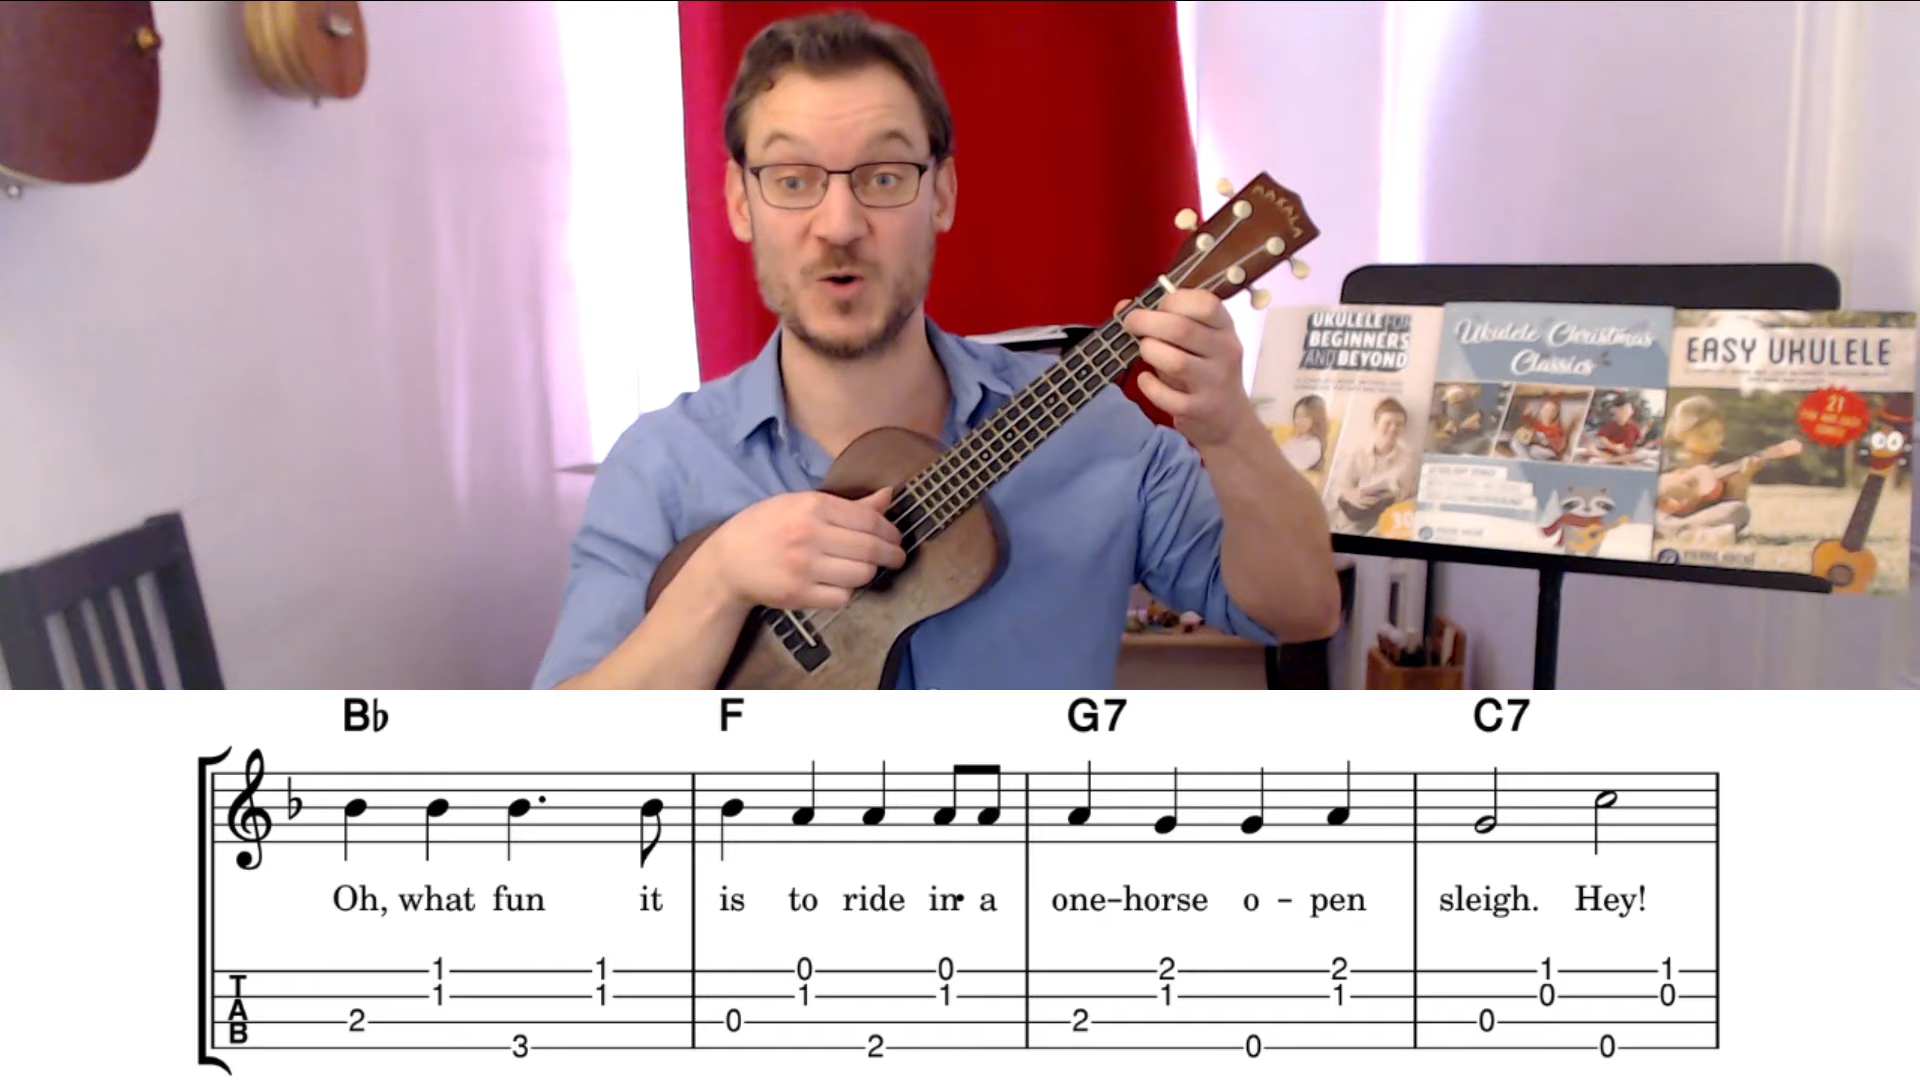 MAKALA
UKULELE FOR
BEGINNERS
AND BEYOND
Ukulele Christmas
Classics
EASY UKULELE
21
30
B♭ F G7 C7
Oh, what fun it is to ride in a one-horse o - pen sleigh. Hey!
T
A
B
1 1 0 0 2 2 1 1
1 1 1 1 1 1 0 0
2 0 2 0
3 2 0 0